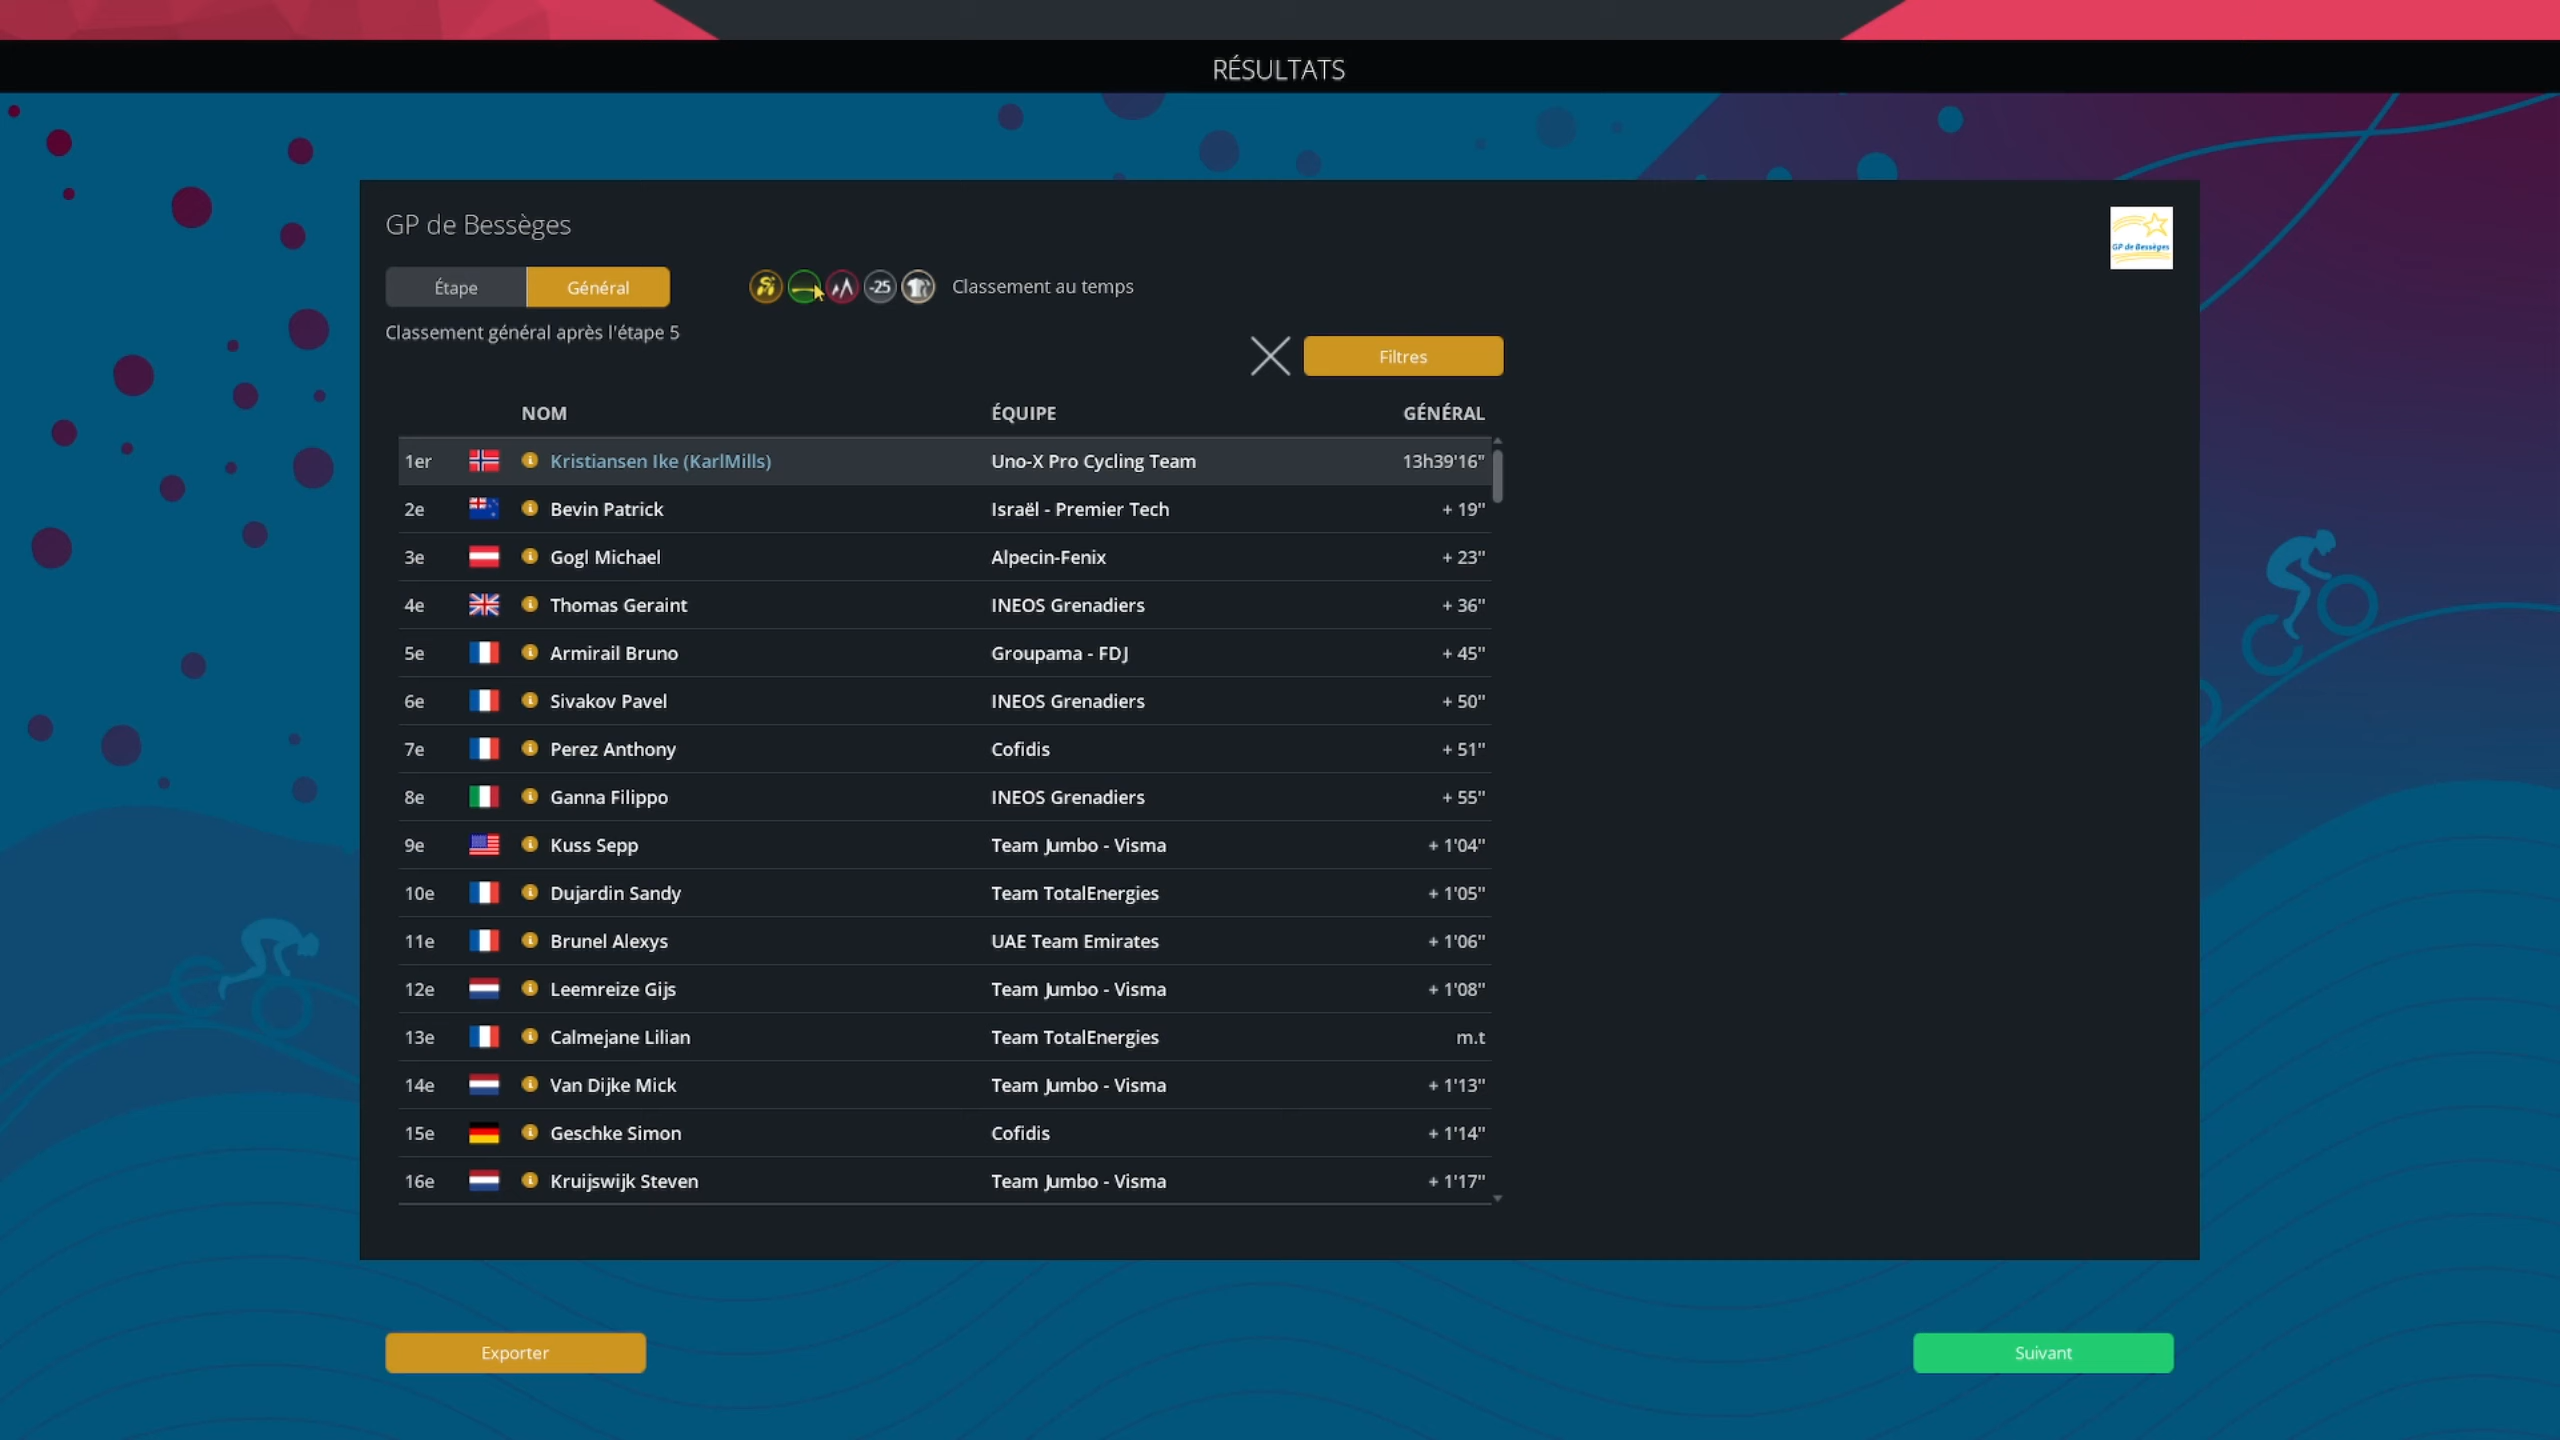 RÉSULTATS
GP de Bessèges
GP de Bessèges
Étape Général -25 Classement au temps
Classement général après l'étape 5
Filtres
NOM ÉQUIPE GÉNÉRAL
1er Kristiansen Ike (KarlMills) Uno-X Pro Cycling Team 13h39'16"
2e Bevin Patrick Israël - Premier Tech + 19"
3e Gogl Michael Alpecin-Fenix + 23"
4e Thomas Geraint INEOS Grenadiers + 36"
5e Armirail Bruno Groupama - FDJ + 45"
6e Sivakov Pavel INEOS Grenadiers + 50"
7e Perez Anthony Cofidis + 51"
8e Ganna Filippo INEOS Grenadiers + 55"
9e Kuss Sepp Team Jumbo - Visma + 1'04"
10e Dujardin Sandy Team TotalEnergies + 1'05"
11e Brunel Alexys UAE Team Emirates + 1'06"
12e Leemreize Gijs Team Jumbo - Visma + 1'08"
13e Calmejane Lilian Team TotalEnergies m.t
14e Van Dijke Mick Team Jumbo - Visma + 1'13"
15e Geschke Simon Cofidis + 1'14"
16e Kruijswijk Steven Team Jumbo - Visma + 1'17"
Exporter Suivant